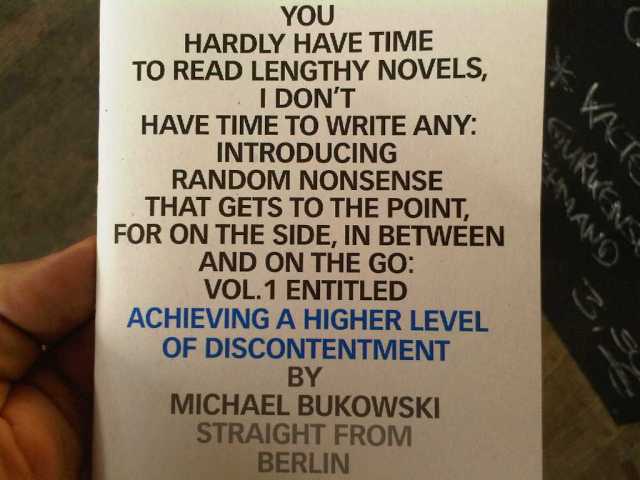 YOU
HARDLY HAVE TIME
TO READ LENGTHY NOVELS,
I DON'T
HAVE TIME TO WRITE ANY:
INTRODUCING
RANDOM NONSENSE
THAT GETS TO THE POINT,
FOR ON THE SIDE, IN BETWEEN
AND ON THE GO:
VOL.1 ENTITLED
ACHIEVING A HIGHER LEVEL
OF DISCONTENTMENT
BY
MICHAEL BUKOWSKI
STRAIGHT FROM
BERLIN